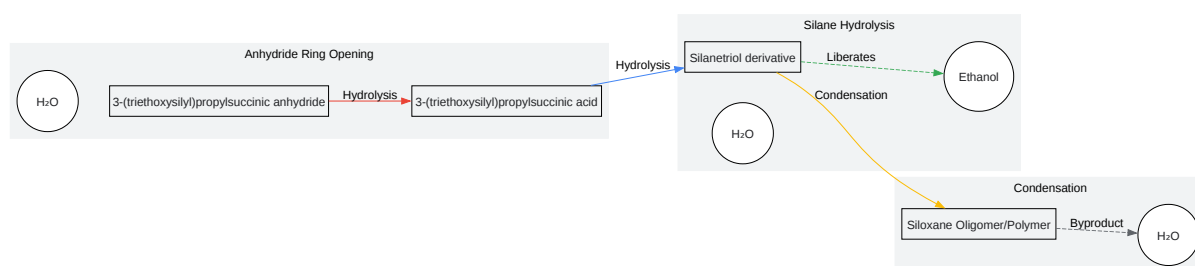 Anhydride Ring Opening
H₂O
3-(triethoxysilyl)propylsuccinic anhydride
Hydrolysis
3-(triethoxysilyl)propylsuccinic acid
Hydrolysis
Silane Hydrolysis
Silanetriol derivative
Liberates
Ethanol
Condensation
H₂O
Condensation
Siloxane Oligomer/Polymer
Byproduct
H₂O